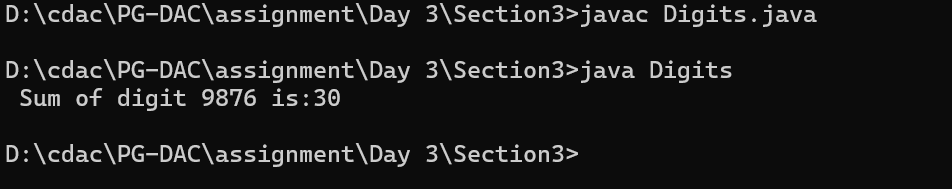 D:\cdac\PG-DAC\assignment\Day 3\Section3>javac Digits.java
D:\cdac\PG-DAC\assignment\Day 3\Section3>java Digits
 Sum of digit 9876 is:30
D:\cdac\PG-DAC\assignment\Day 3\Section3>